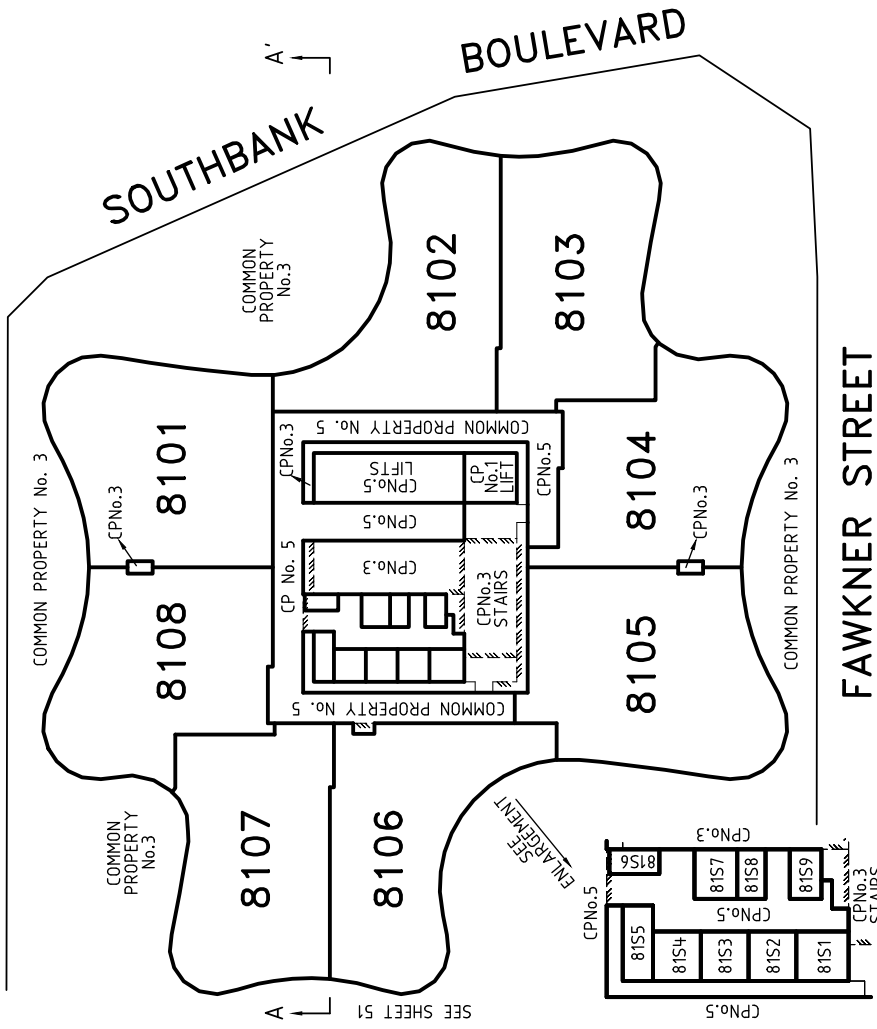 A'
SOUTHBANK
BOULEVARD
COMMON
PROPERTY
No.3
8102
8103
COMMON PROPERTY No. 3
8101
CPNo.3
CPNo.3
COMMON PROPERTY No. 5
CPNo.5
LIFTS
CP
No.1
LIFT
CPNo.5
8104
CPNo.3
COMMON PROPERTY No. 3
FAWKNER STREET
CPNo.5
CP No. 5
CPNo.3
CPNo.3
STAIRS
8108
8105
COMMON PROPERTY No. 5
COMMON
PROPERTY
No.3
8107
8106
SEE
ENLARGEMENT
A
SEE SHEET 51
CPNo.5
CPNo.3
81S6
81S7
81S8
81S9
CPNo.5
CPNo.3
STAIRS
81S5
81S4
81S3
81S2
81S1
CPNo.5